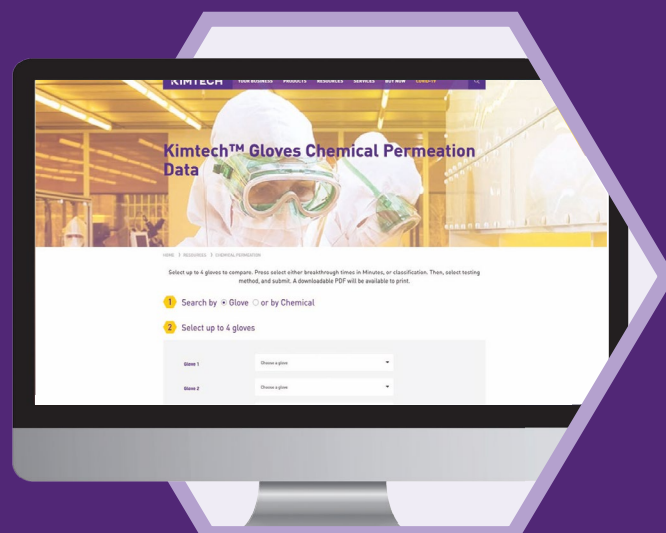 KIMTECH YOUR BUSINESS PRODUCTS RESOURCES SERVICES BUY NOW COVID-19
Kimtech™ Gloves Chemical Permeation
Data
HOME > RESOURCES > CHEMICAL PERMEATION
Select up to 4 gloves to compare. Press select either breakthrough times in Minutes, or classification. Then, select testing
method, and submit. A downloadable PDF will be available to print.
1 Search by Glove or by Chemical
2 Select up to 4 gloves
Glove 1 Choose a glove
Glove 2 Choose a glove